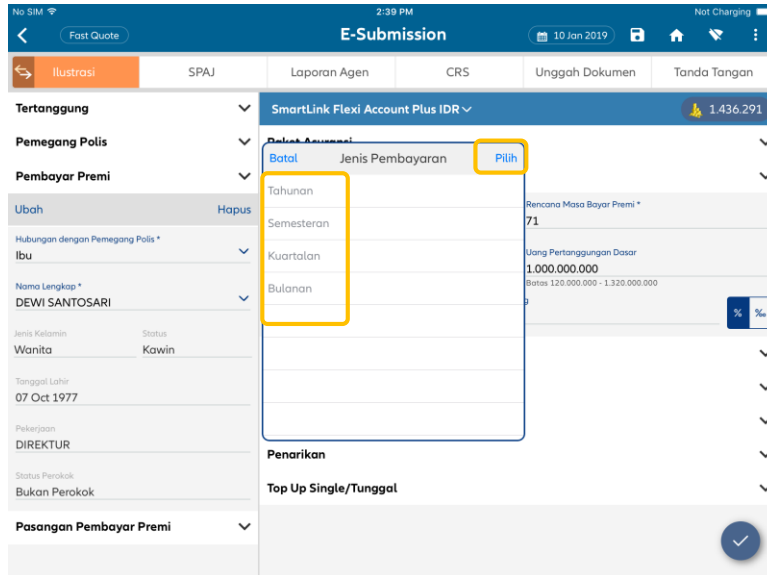 No SIM
2:39 PM
Not Charging
Fast Quote
E-Submission
10 Jan 2019
Ilustrasi
SPAJ
Laporan Agen
CRS
Unggah Dokumen
Tanda Tangan
Tertanggung
Pemegang Polis
Pembayar Premi
Ubah
Hapus
Hubungan dengan Pemegang Polis *
Ibu
Nama Lengkap *
DEWI SANTOSARI
Jenis Kelamin
Status
Wanita
Kawin
Tanggal Lahir
07 Oct 1977
Pekerjaan
DIREKTUR
Status Perokok
Bukan Perokok
Pasangan Pembayar Premi
SmartLink Flexi Account Plus IDR
1.436.291
Paket Asuransi
Batal
Jenis Pembayaran
Pilih
Tahunan
Semesteran
Kuartalan
Bulanan
Rencana Masa Bayar Premi *
71
Uang Pertanggungan Dasar
1.000.000.000
Batas 120.000.000 - 1.320.000.000
%
‰
Penarikan
Top Up Single/Tunggal